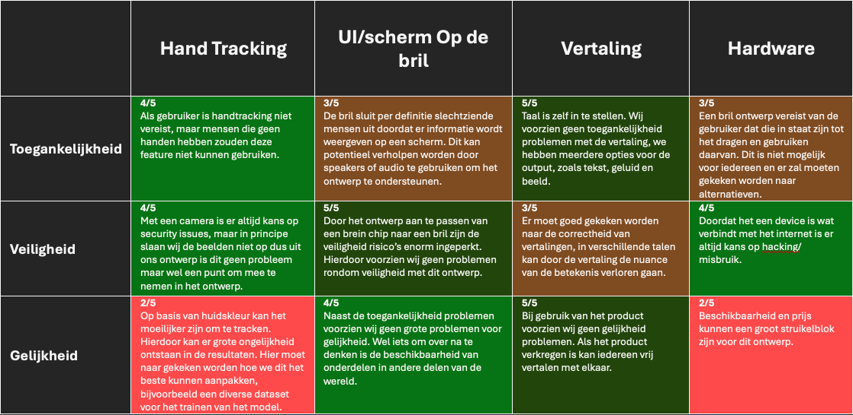 Hand Tracking
UI/scherm Op de
bril
Vertaling
Hardware
Toegankelijkheid
4/5
Als gebruiker is handtracking niet
vereist, maar mensen die geen
handen hebben zouden deze
feature niet kunnen gebruiken.
3/5
De bril sluit per definitie slechtziende
mensen uit doordat er informatie wordt
weergeven op een scherm. Dit kan
potentieel verholpen worden door
speakers of audio te gebruiken om het
ontwerp te ondersteunen.
5/5
Taal is zelf in te stellen. Wij
voorzien geen toegankelijkheid
problemen met de vertaling, we
hebben meerdere opties voor de
output, zoals tekst, geluid en
beeld.
3/5
Een bril ontwerp vereist van de
gebruiker dat die in staat zijn tot
het dragen en gebruiken
daarvan. Dit is niet mogelijk
voor iedereen en er zal moeten
gekeken worden naar
alternatieven.
Veiligheid
4/5
Met een camera is er altijd kans op
security issues, maar in principe
slaan wij de beelden niet op dus uit
ons ontwerp is dit geen probleem
maar wel een punt om mee te
nemen in het ontwerp.
5/5
Door het ontwerp aan te passen van
een brein chip naar een bril zijn de
veiligheid risico's enorm ingeperkt.
Hierdoor voorzien wij geen problemen
rondom veiligheid met dit ontwerp.
3/5
Er moet goed gekeken worden
naar de correctheid van
vertalingen, in verschillende talen
kan door de vertaling de nuance
van de betekenis verloren gaan.
4/5
Doordat het een device is wat
verbindt met het internet is er
altijd kans op hacking/
misbruik.
Gelijkheid
2/5
Op basis van huidskleur kan het
moeilijker zijn om te tracken.
Hierdoor kan er grote ongelijkheid
ontstaan in de resultaten. Hier moet
naar gekeken worden hoe we dit het
beste kunnen aanpakken,
bijvoorbeeld een diverse dataset
voor het trainen van het model.
4/5
Naast de toegankelijkheid problemen
voorzien wij geen grote problemen voor
gelijkheid. Wel iets om over na te
denken is de beschikbaarheid van
onderdelen in andere delen van de
wereld.
5/5
Bij gebruik van het product
voorzien wij geen gelijkheid
problemen. Als het product
verkregen is kan iedereen vrij
vertalen met elkaar.
2/5
Beschikbaarheid en prijs
kunnen een groot struikelblok
zijn voor dit ontwerp.